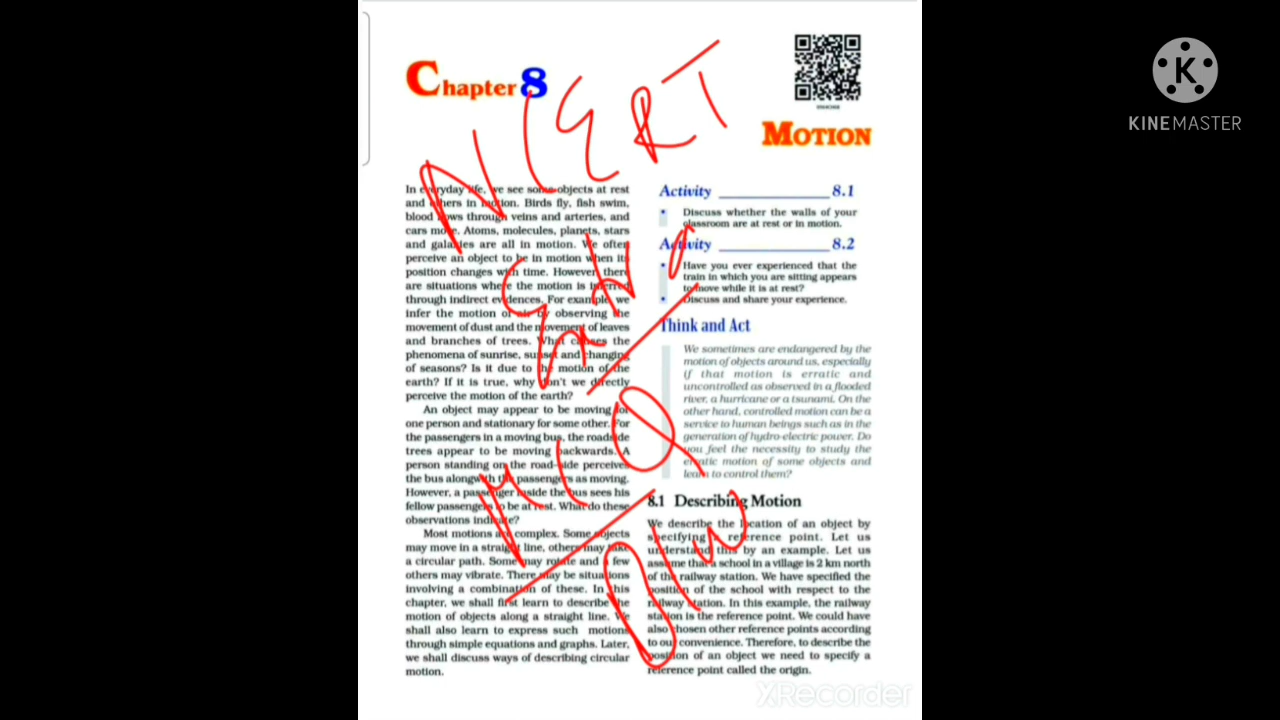 Chapter 8
MOTION
In everyday life, we see some objects at rest
and others in motion. Birds fly, fish swim,
blood flows through veins and arteries, and
cars move. Atoms, molecules, planets, stars
and galaxies are all in motion. We often
perceive an object to be in motion when its
position changes with time. However, there
are situations where the motion is inferred
through indirect evidences. For example, we
infer the motion of air by observing the
movement of dust and the movement of leaves
and branches of trees. What causes the
phenomena of sunrise, sunset and changing
of seasons? Is it due to the motion of the
earth? If it is true, why don't we directly
perceive the motion of the earth?
An object may appear to be moving for
one person and stationary for some other. For
the passengers in a moving bus, the roadside
trees appear to be moving backwards. A
person standing on the road–side perceives
the bus alongwith the passengers as moving.
However, a passenger inside the bus sees his
fellow passengers to be at rest. What do these
observations indicate?
Most motions are complex. Some objects
may move in a straight line, others may take
a circular path. Some may rotate and a few
others may vibrate. There may be situations
involving a combination of these. In this
chapter, we shall first learn to describe the
motion of objects along a straight line. We
shall also learn to express such motions
through simple equations and graphs. Later,
we shall discuss ways of describing circular
motion.
Activity ______________ 8.1
• Discuss whether the walls of your
classroom are at rest or in motion.
Activity ______________ 8.2
• Have you ever experienced that the
train in which you are sitting appears
to move while it is at rest?
• Discuss and share your experience.
Think and Act
We sometimes are endangered by the
motion of objects around us, especially
if that motion is erratic and
uncontrolled as observed in a flooded
river, a hurricane or a tsunami. On the
other hand, controlled motion can be a
service to human beings such as in the
generation of hydro-electric power. Do
you feel the necessity to study the
erratic motion of some objects and
learn to control them?
8.1 Describing Motion
We describe the location of an object by
specifying a reference point. Let us
understand this by an example. Let us
assume that a school in a village is 2 km north
of the railway station. We have specified the
position of the school with respect to the
railway station. In this example, the railway
station is the reference point. We could have
also chosen other reference points according
to our convenience. Therefore, to describe the
position of an object we need to specify a
reference point called the origin.
NCERT
MCQ
KINEMASTER
XRecorder